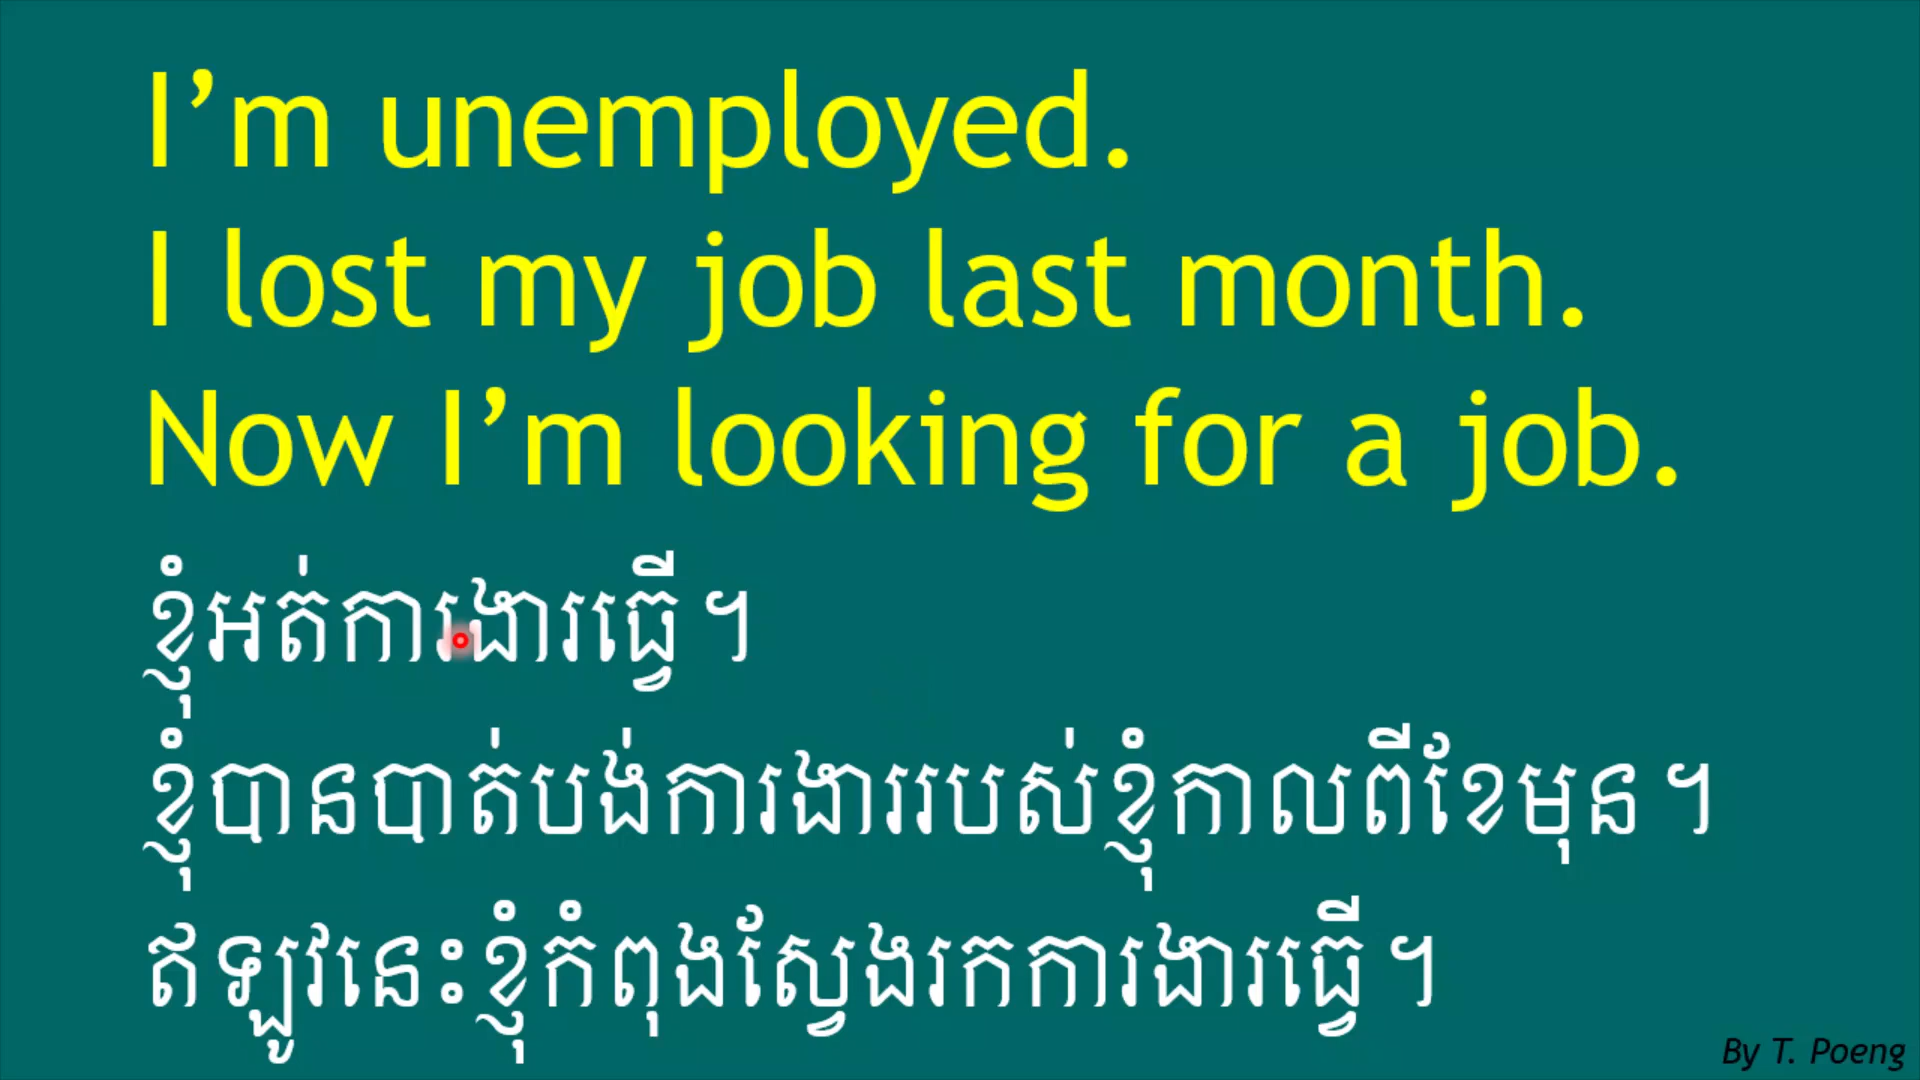 I’m unemployed.
I lost my job last month.
Now I’m looking for a job.
ខ្ញុំអត់ការងារធ្វើ។
ខ្ញុំបានបាត់បង់ការងាររបស់ខ្ញុំកាលពីខែមុន។
ឥឡូវនេះខ្ញុំកំពុងស្វែងរកការងារធ្វើ។
By T. Poeng